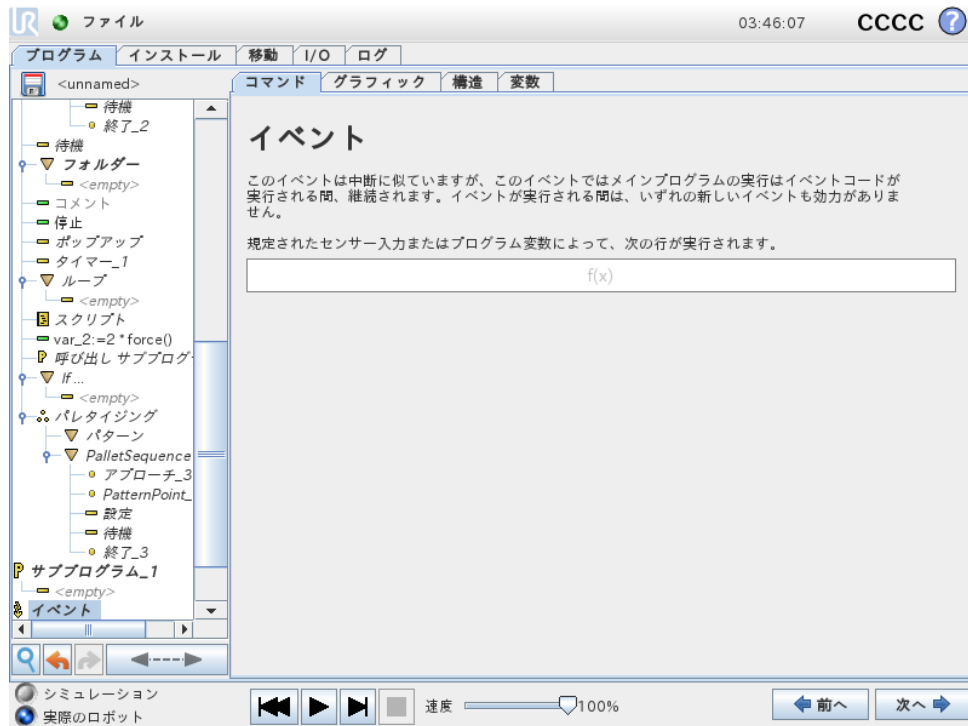 UR ファイル 03:46:07 CCCC ?
プログラム インストール 移動 I/O ログ
<unnamed>
コマンド グラフィック 構造 変数
待機
終了_2
待機
フォルダー
<empty>
コメント
停止
ポップアップ
タイマー_1
ループ
<empty>
スクリプト
var_2:=2*force()
呼び出し サブプログ
If...
<empty>
パレタイジング
パターン
PalletSequence
アプローチ_3
PatternPoint_
設定
待機
終了_3
サブプログラム_1
<empty>
イベント
イベント
このイベントは中断に似ていますが、このイベントではメインプログラムの実行はイベントコードが
実行される間、継続されます。イベントが実行される間は、いずれの新しいイベントも効力がありま
せん。
規定されたセンサー入力またはプログラム変数によって、次の行が実行されます。
f(x)
シミュレーション
実際のロボット
速度 100%
前へ 次へ